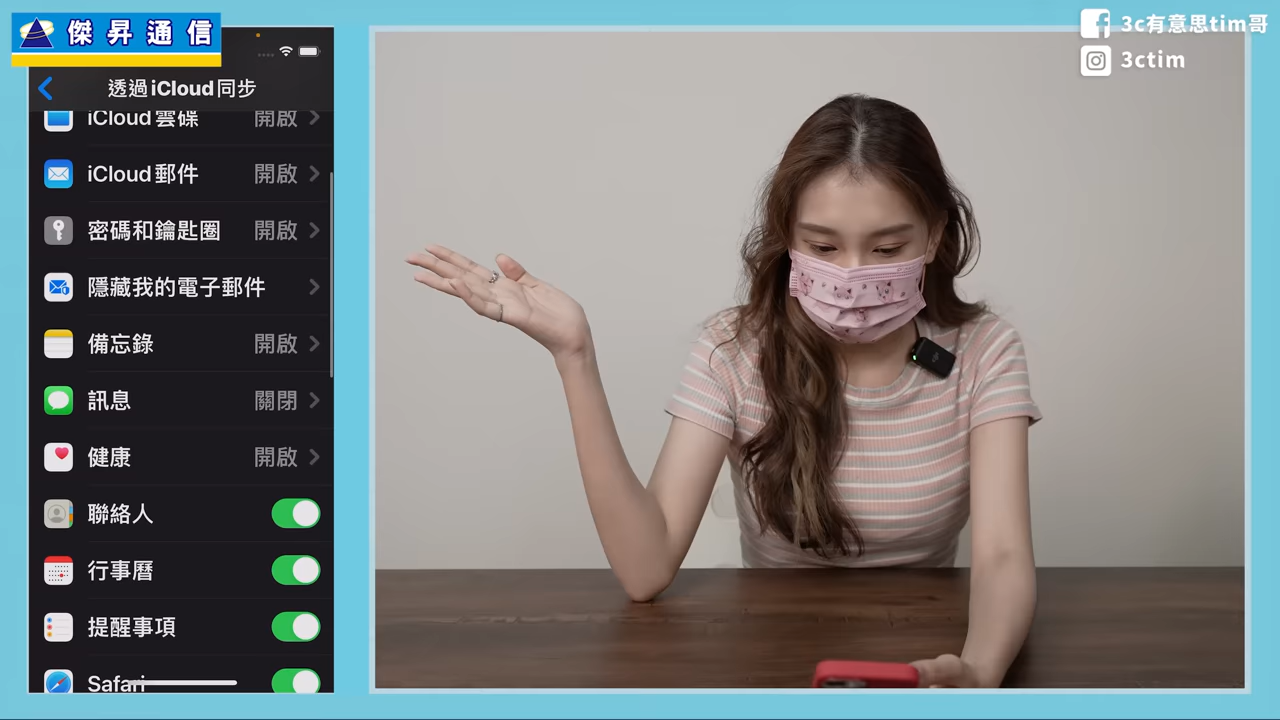 傑昇通信
透過iCloud同步
iCloud雲碟 開啟
iCloud郵件 開啟
密碼和鑰匙圈 開啟
隱藏我的電子郵件
備忘錄 開啟
訊息 關閉
健康 開啟
聯絡人
行事曆
提醒事項
Safari
3c有意思tim哥
3ctim